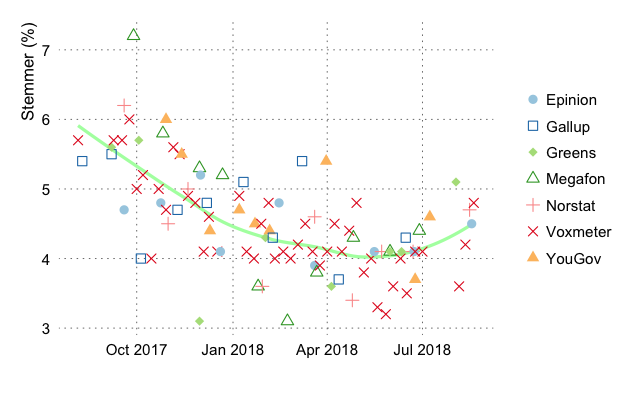 Stemmer (%)
7
6
5
4
3
Oct 2017 Jan 2018 Apr 2018 Jul 2018
Epinion
Gallup
Greens
Megafon
Norstat
Voxmeter
YouGov